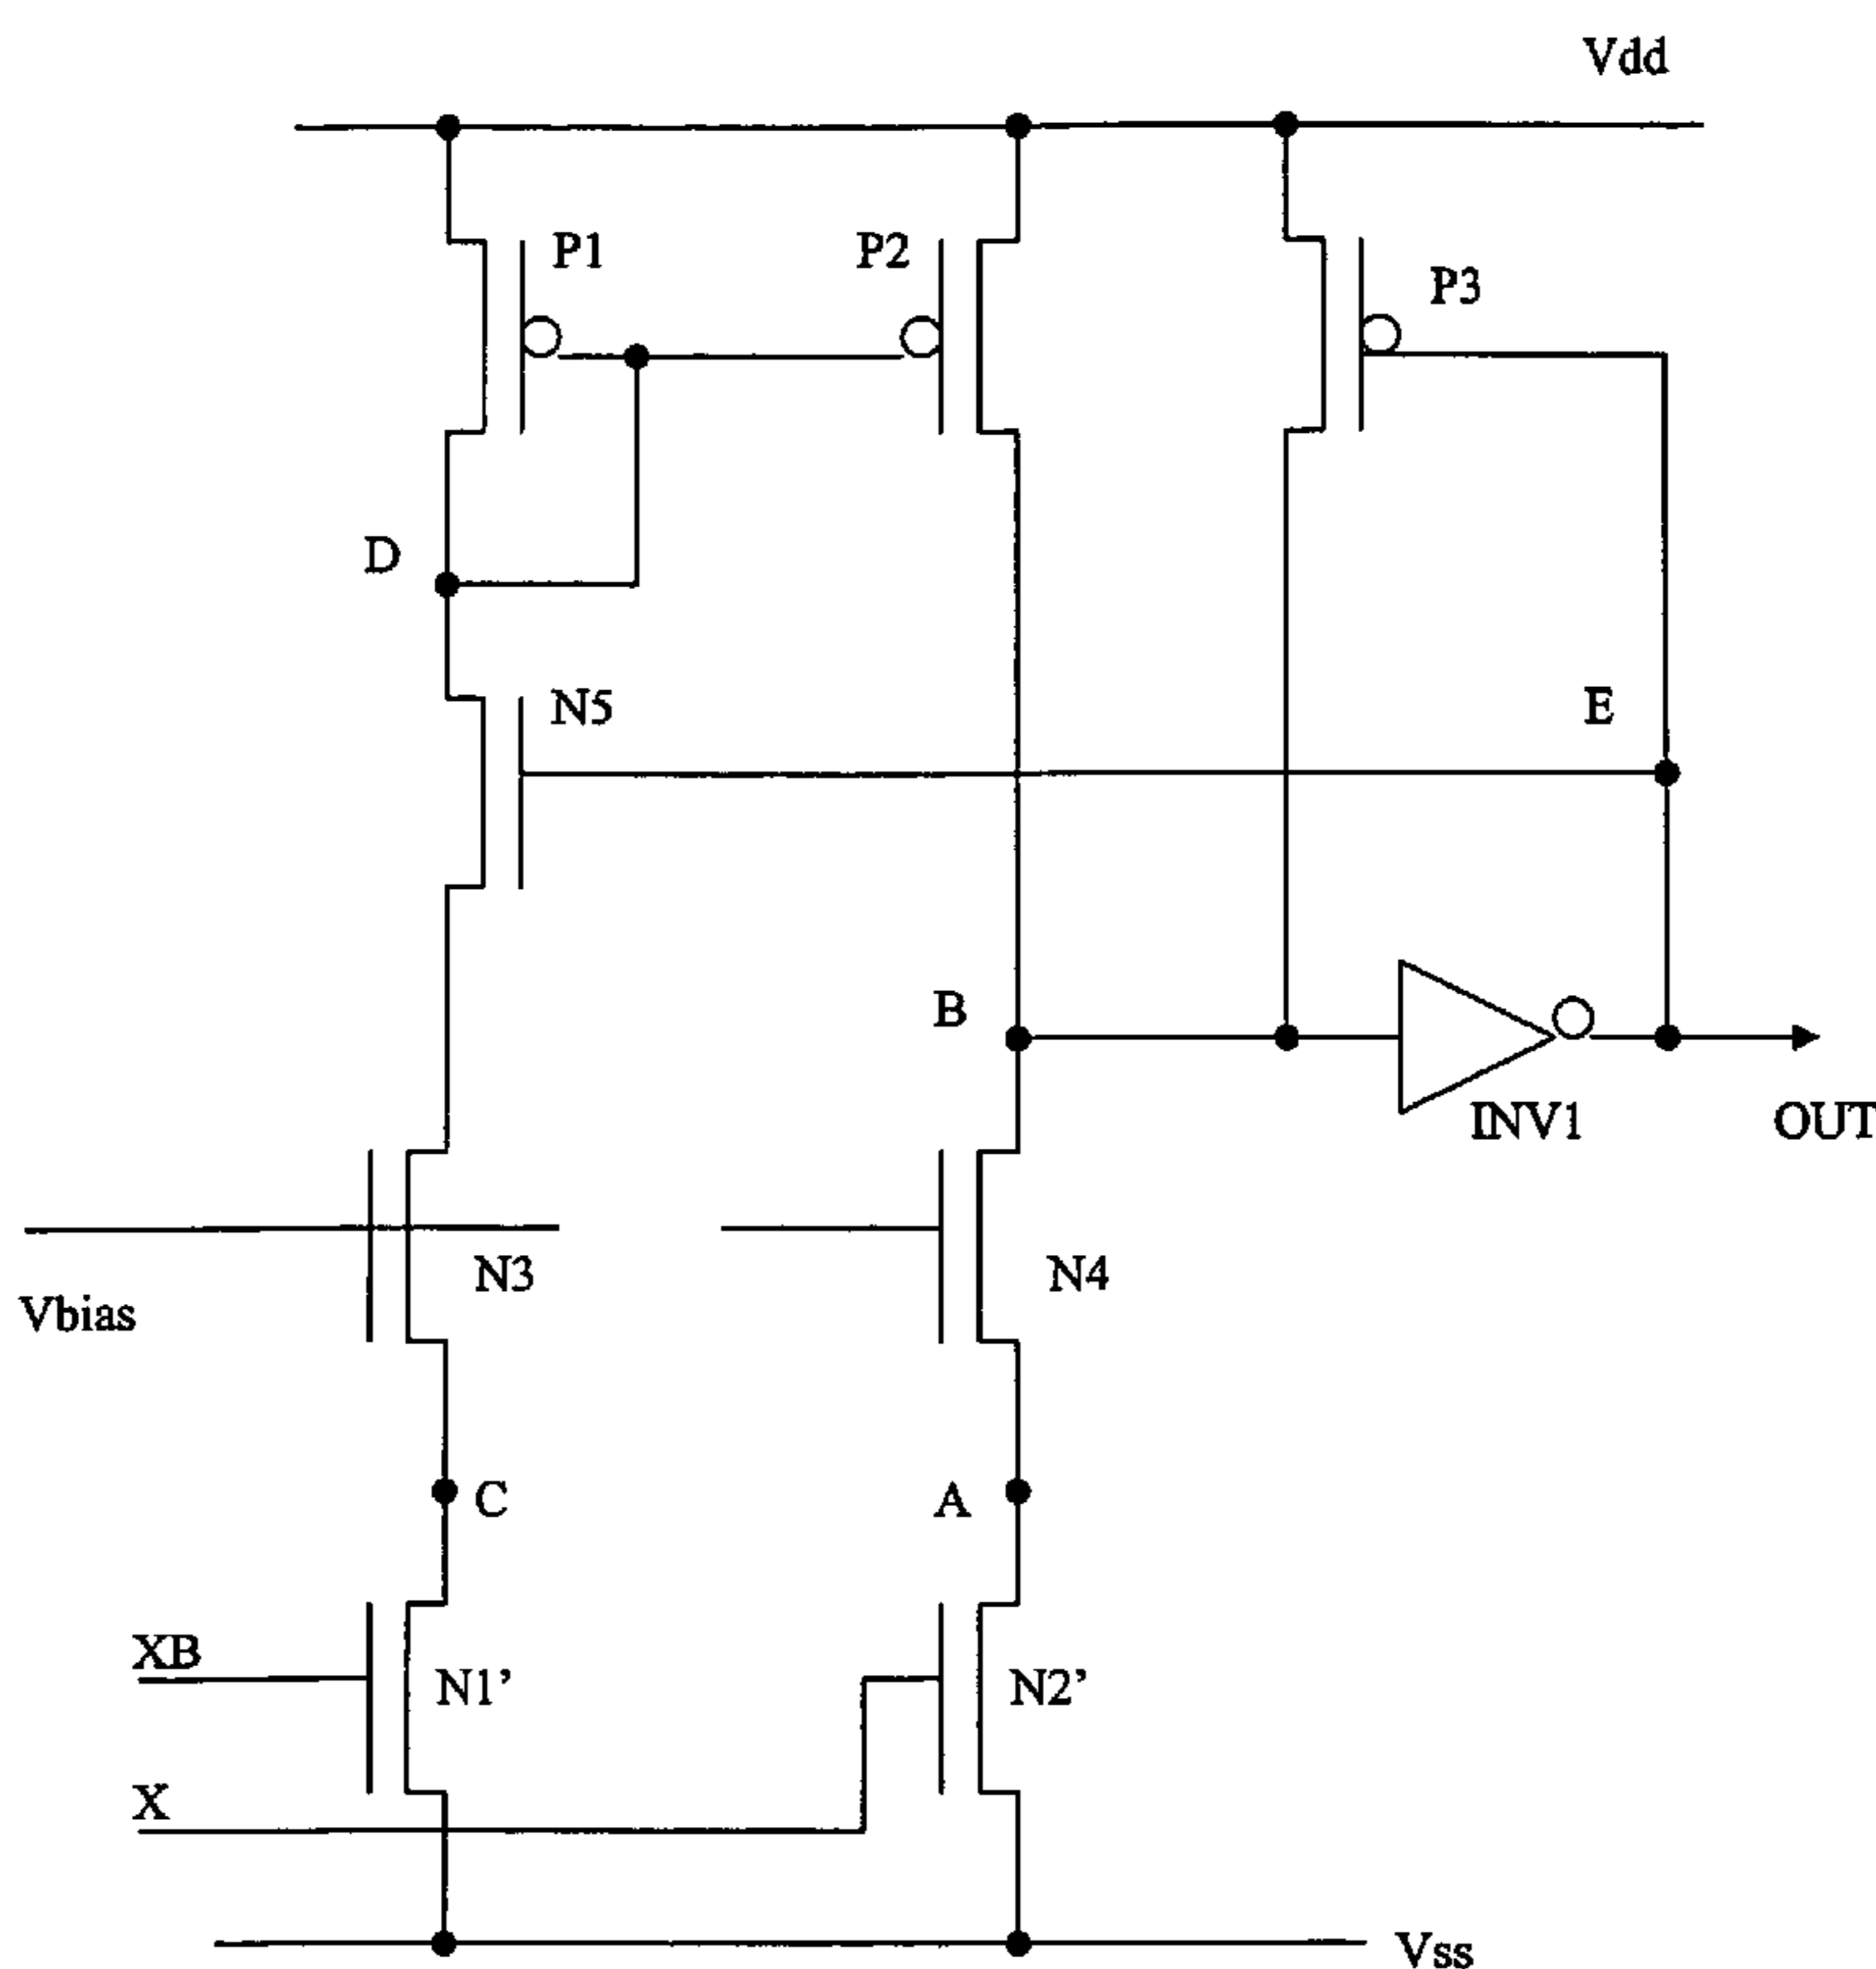 Vdd
P1
P2
P3
D
N5
E
B
INV1
OUT
N3
N4
Vbias
C
A
XB
N1’
N2’
X
Vss